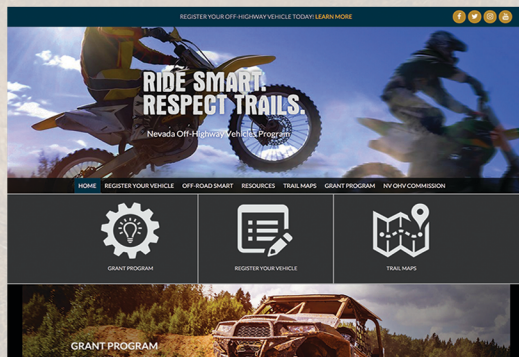 REGISTER YOUR OFF-HIGHWAY VEHICLE TODAY! LEARN MORE
RIDE SMART.
RESPECT TRAILS.
Nevada Off-Highway Vehicles Program
HOME REGISTER YOUR VEHICLE OFF-ROAD SMART RESOURCES TRAIL MAPS GRANT PROGRAM NV OHV COMMISSION
GRANT PROGRAM REGISTER YOUR VEHICLE TRAIL MAPS
GRANT PROGRAM